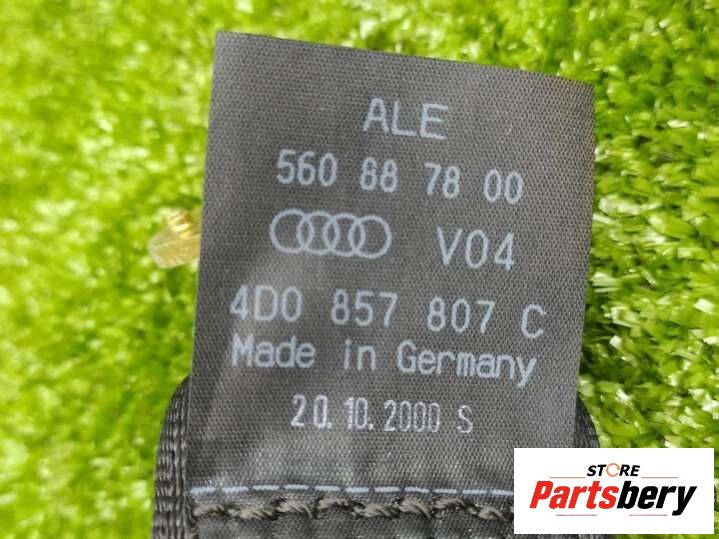 ALE
560 88 78 00
V04
4D0 857 807 C
Made in Germany
20.10.2000 S
STORE
Partsbery